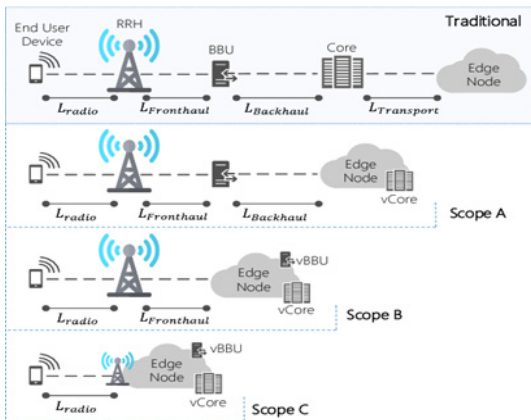 Traditional
End User
Device
RRH
BBU
Core
Edge
Node
L_radio
L_Fronthaul
L_Backhaul
L_Transport
Edge
Node
vCore
L_radio
L_Fronthaul
L_Backhaul
Scope A
vBBU
Edge
Node
vCore
L_radio
L_Fronthaul
Scope B
vBBU
Edge
Node
vCore
L_radio
Scope C